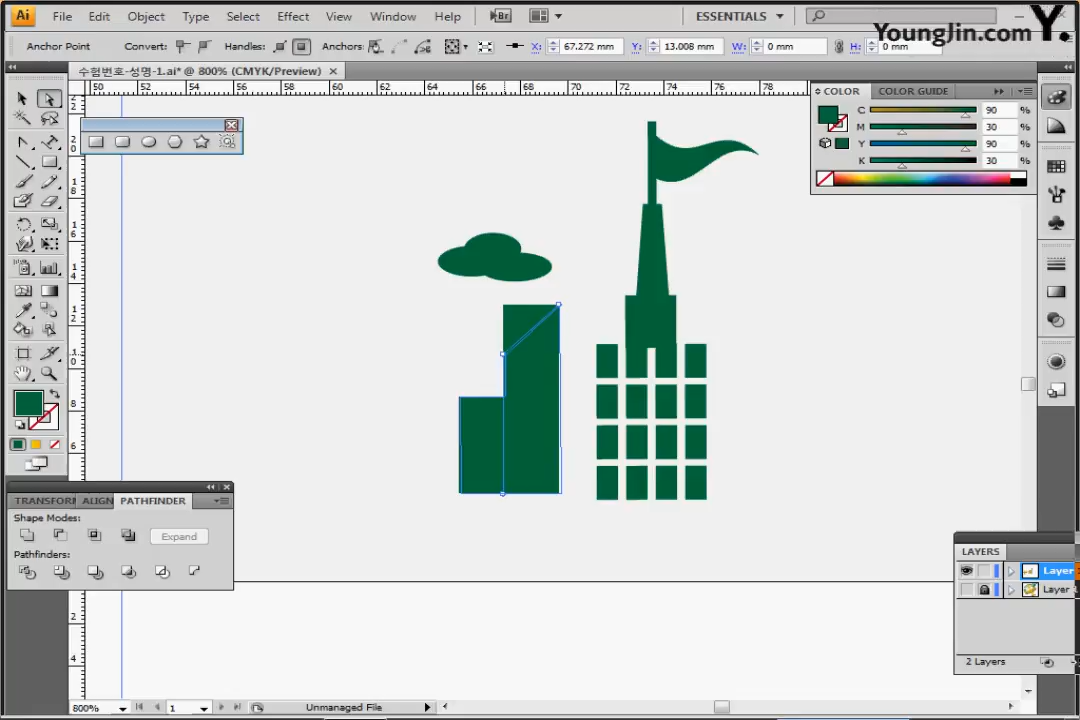 Ai File Edit Object Type Select Effect View Window Help Br ESSENTIALS
YoungJin.com Y.
Anchor Point Convert: Handles: Anchors: X: 67.272 mm Y: 13.008 mm W: 0 mm H: 0 mm
수험번호-성명-1.ai* @ 800% (CMYK/Preview)
50 52 54 56 58 60 62 64 66 68 70 72 74 76 78
COLOR COLOR GUIDE
C 90 %
M 30 %
Y 90 %
K 30 %
TRANSFORM ALIGN PATHFINDER
Shape Modes:
Expand
Pathfinders:
LAYERS
Layer
Layer
2 Layers
800% 1 Unmanaged File